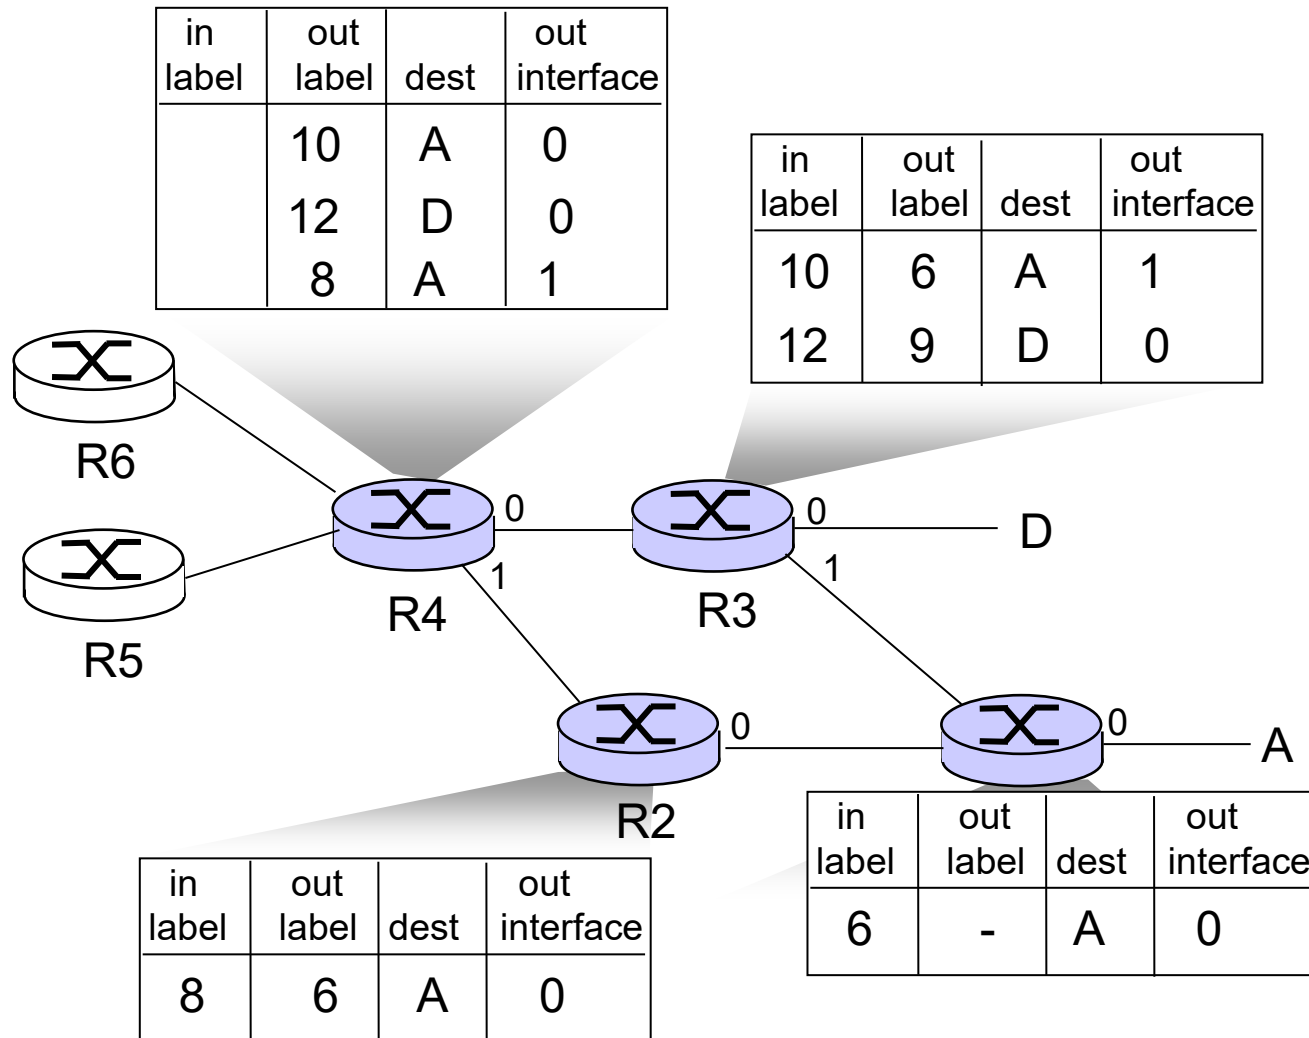 in out out
label label dest interface
10 A 0
12 D 0
8 A 1
in out out
label label dest interface
10 6 A 1
12 9 D 0
R6
0
0
D
1
1
R4
R3
R5
0
0
A
R2
in out out
label label dest interface
6 - A 0
in out out
label label dest interface
8 6 A 0